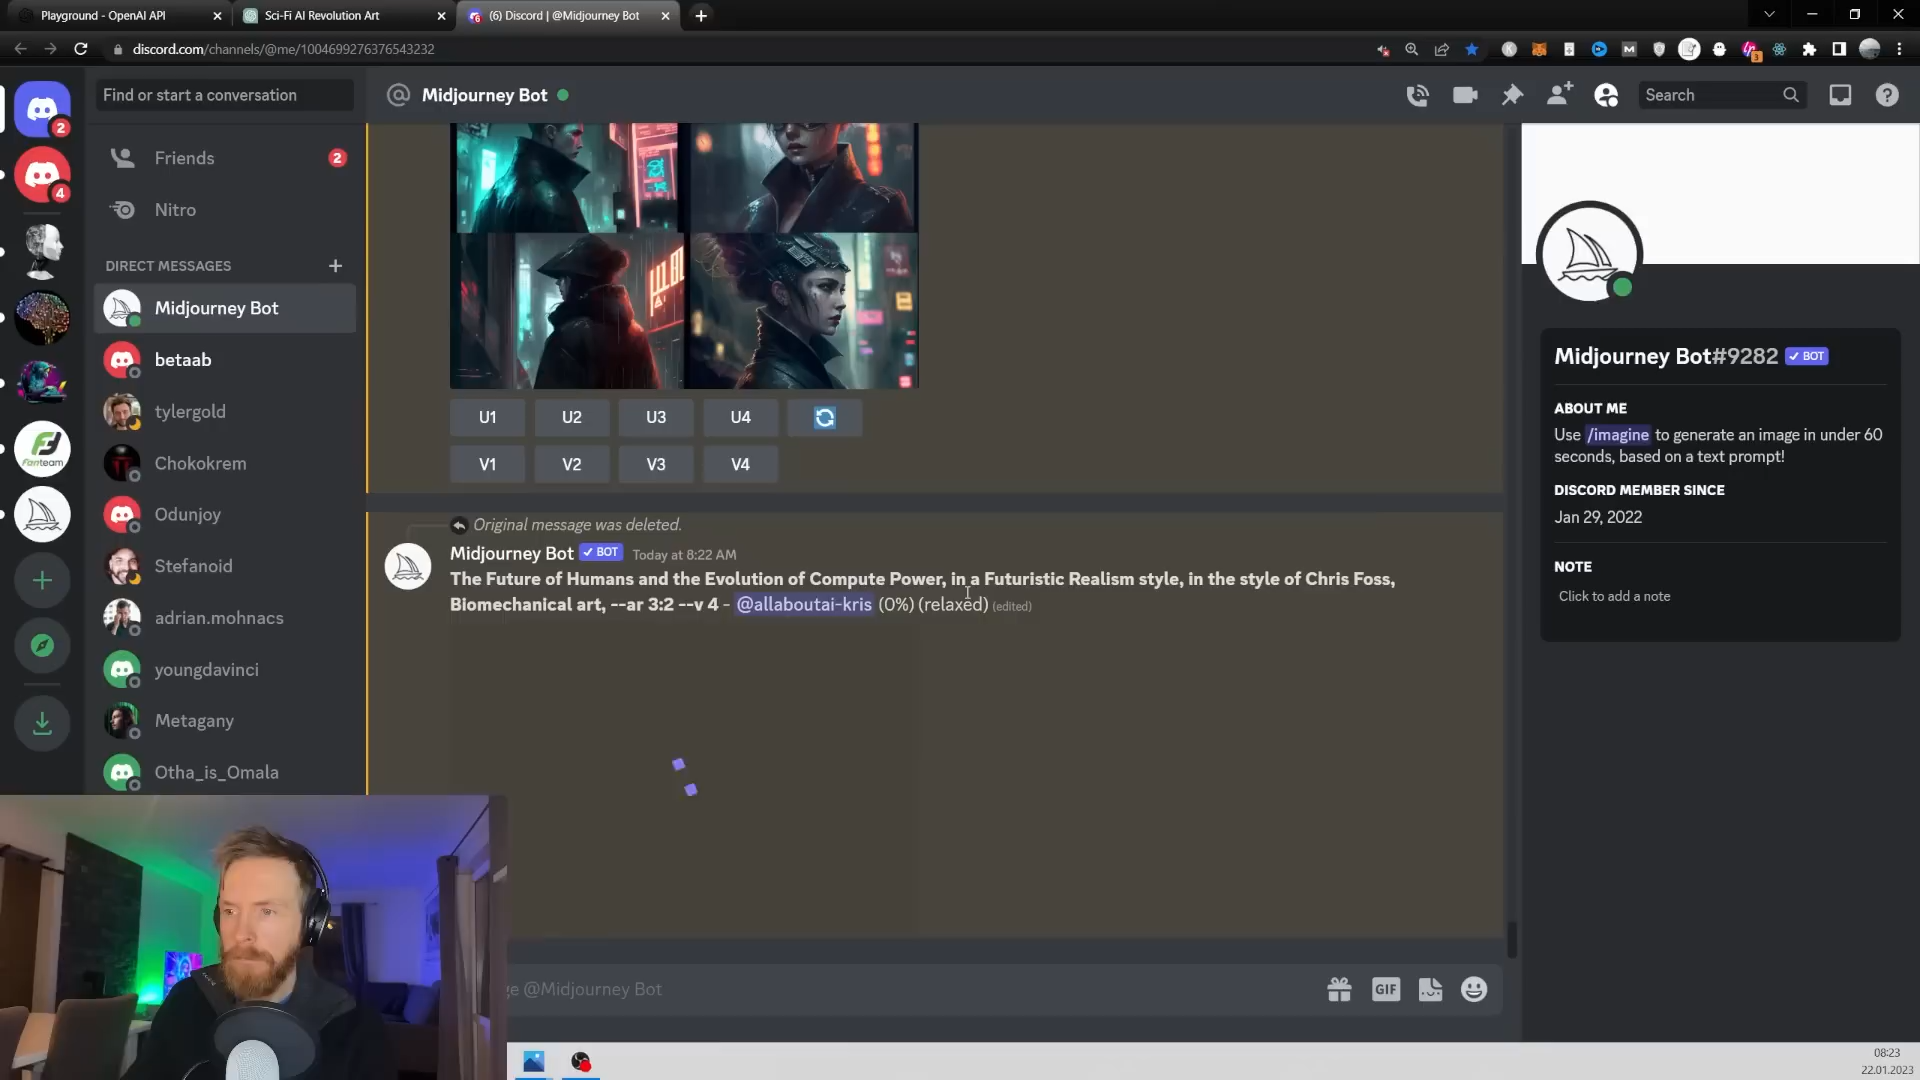 Playground - OpenAI API
Sci-Fi AI Revolution Art
(6) Discord | @Midjourney Bot
discord.com/channels/@me/1004699276376543232
3
Find or start a conversation
Midjourney Bot
Search
2
4
Friends
2
Nitro
DIRECT MESSAGES
Midjourney Bot
betaab
tylergold
Chokokrem
Odunjoy
Stefanoid
adrian.mohnacs
youngdavinci
Metagany
Otha_is_Omala
fanteam
U1
U2
U3
U4
V1
V2
V3
V4
Original message was deleted.
Midjourney Bot ✓ BOT Today at 8:22 AM
The Future of Humans and the Evolution of Compute Power, in a Futuristic Realism style, in the style of Chris Foss,
Biomechanical art, --ar 3:2 --v 4 - @allaboutai-kris (0%) (relaxed) (edited)
@Midjourney Bot
GIF
Midjourney Bot#9282 ✓ BOT
ABOUT ME
Use /imagine to generate an image in under 60
seconds, based on a text prompt!
DISCORD MEMBER SINCE
Jan 29, 2022
NOTE
Click to add a note
08:23
22.01.2023